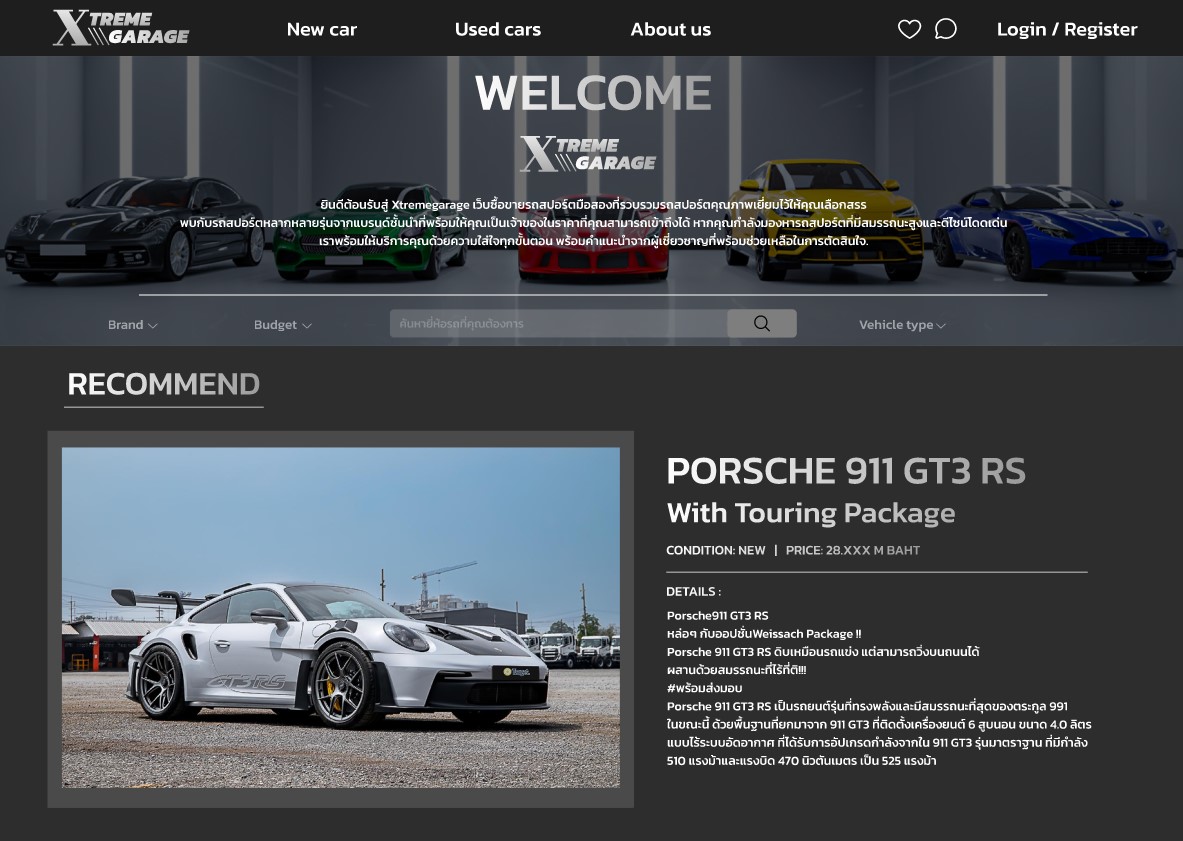 XTREME GARAGE
New car Used cars About us Login / Register
WELCOME
XTREME GARAGE
ยินดีต้อนรับสู่ Xtremegarage เว็บซื้อขายรถสปอร์ตมือสองที่รวบรวมรถสปอร์ตคุณภาพเยี่ยมไว้ให้คุณเลือกสรร
พบกับรถสปอร์ตหลากหลายรุ่นจากแบรนด์ชั้นนำที่พร้อมให้คุณเป็นเจ้าของในราคาที่คุณสามารถเข้าถึงได้ หากคุณกำลังมองหารถสปอร์ตที่มีสมรรถนะสูงและดีไซน์โดดเด่น
เราพร้อมให้บริการคุณด้วยความใส่ใจทุกขั้นตอน พร้อมคำแนะนำจากผู้เชี่ยวชาญที่พร้อมช่วยเหลือในการตัดสินใจ.
Brand Budget ค้นหายี่ห้อรถที่คุณต้องการ Vehicle type
RECOMMEND
PORSCHE 911 GT3 RS
With Touring Package
CONDITION: NEW | PRICE: 28.XXX M BAHT
DETAILS :
Porsche911 GT3 RS
หล่อๆ กับออปชั่นWeissach Package !!
Porsche 911 GT3 RS ดิบเหมือนรถแข่ง แต่สามารถวิ่งบนถนนได้
ผสานด้วยสมรรถนะที่ไร้ที่ติ!!!
#พร้อมส่งมอบ
Porsche 911 GT3 RS เป็นรถยนต์รุ่นที่ทรงพลังและมีสมรรถนะที่สุดของตระกูล 991
ในขณะนี้ ด้วยพื้นฐานที่ยกมาจาก 911 GT3 ที่ติดตั้งเครื่องยนต์ 6 สูบนอน ขนาด 4.0 ลิตร
แบบไร้ระบบอัดอากาศ ที่ได้รับการอัปเกรดกำลังจากใน 911 GT3 รุ่นมาตราฐาน ที่มีกำลัง
510 แรงม้าและแรงบิด 470 นิวตันเมตร เป็น 525 แรงม้า
GT3 RS